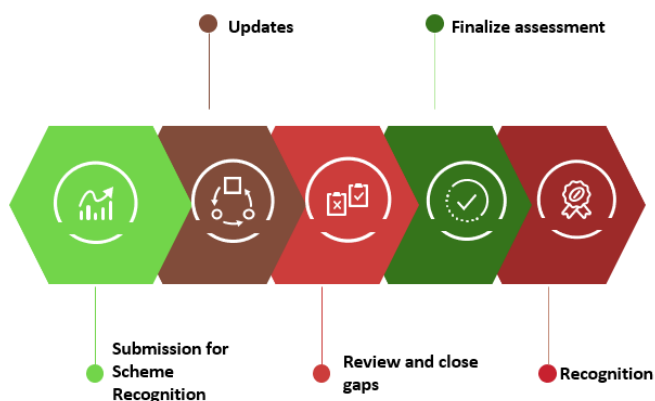 Updates
Finalize assessment
Submission for
Scheme
Recognition
Review and close
gaps
Recognition